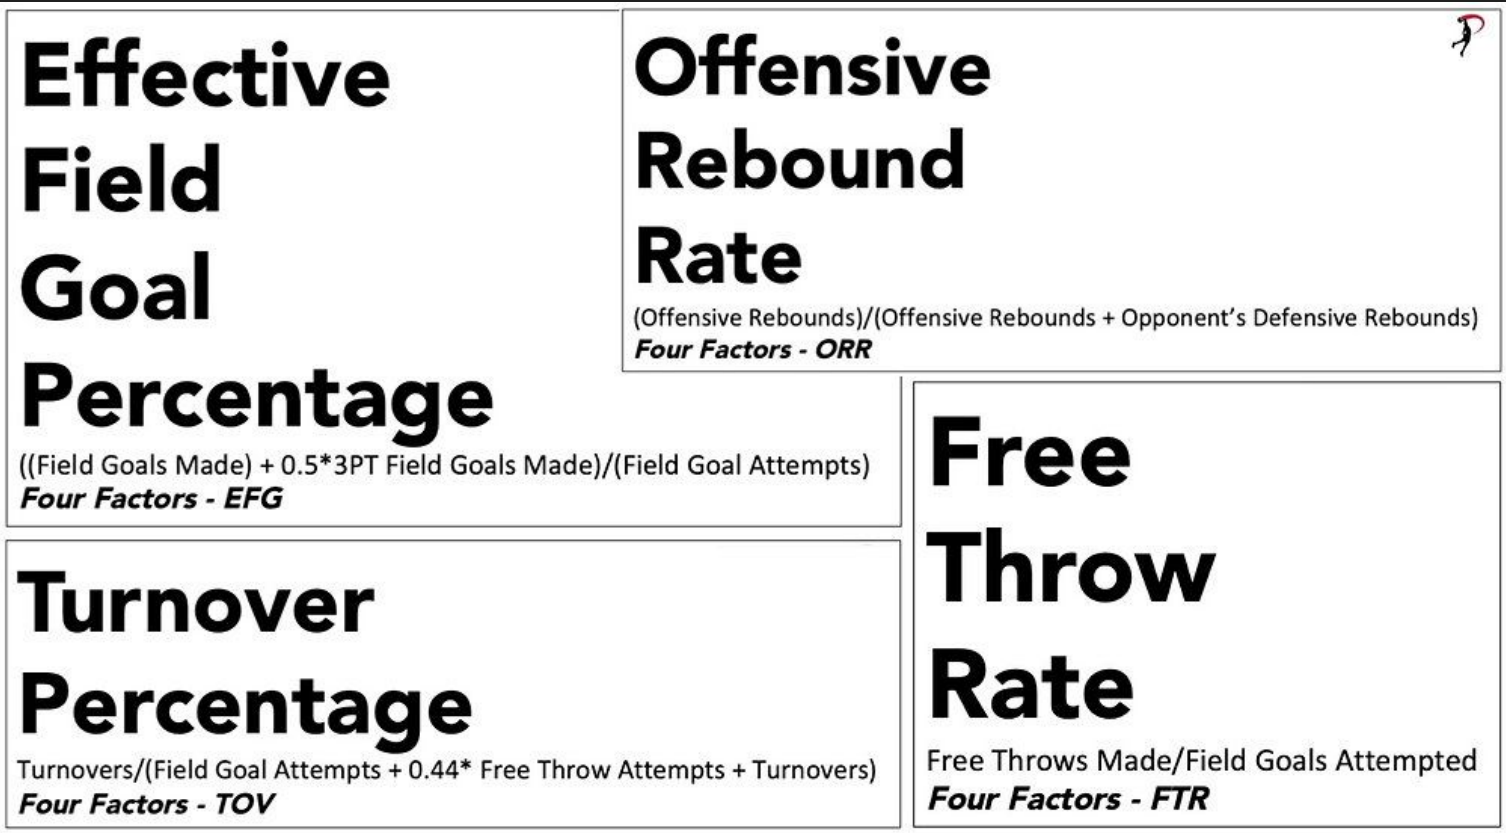 Effective
Field
Goal
Percentage
((Field Goals Made) + 0.5*3PT Field Goals Made)/(Field Goal Attempts)
Four Factors - EFG
Offensive
Rebound
Rate
(Offensive Rebounds)/(Offensive Rebounds + Opponent’s Defensive Rebounds)
Four Factors - ORR
Turnover
Percentage
Turnovers/(Field Goal Attempts + 0.44* Free Throw Attempts + Turnovers)
Four Factors - TOV
Free
Throw
Rate
Free Throws Made/Field Goals Attempted
Four Factors - FTR